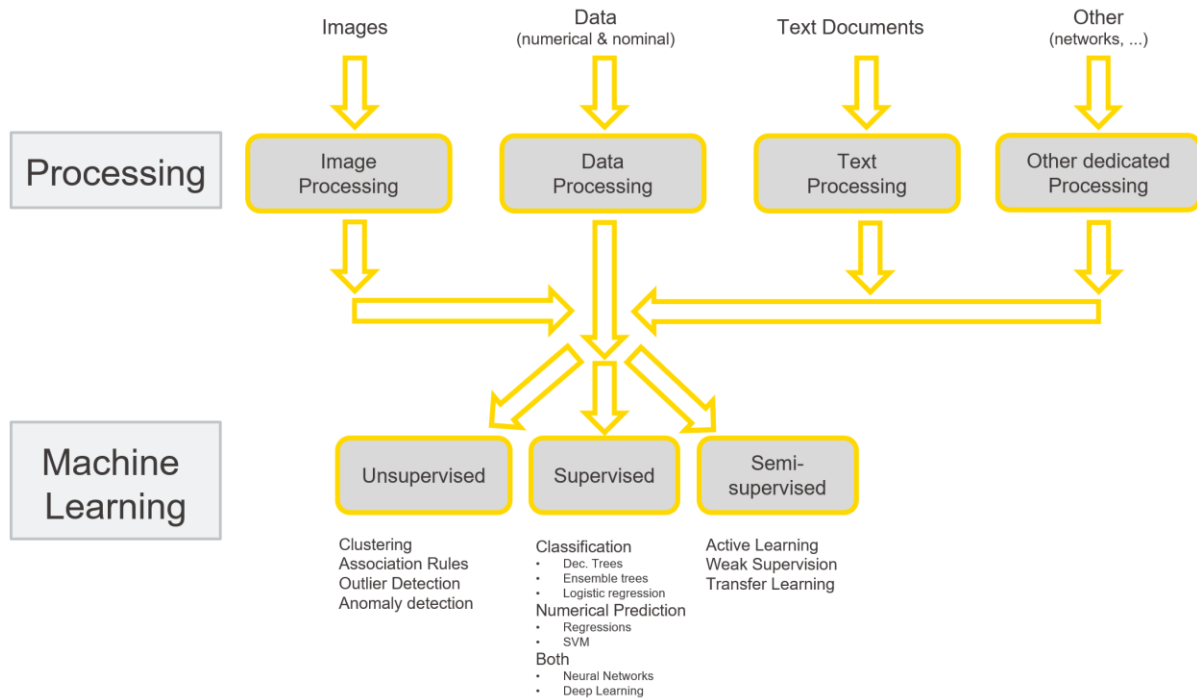 Images
Data
(numerical & nominal)
Text Documents
Other
(networks, ...)
Processing
Image
Processing
Data
Processing
Text
Processing
Other dedicated
Processing
Machine
Learning
Unsupervised
Supervised
Semi-
supervised
Clustering
Association Rules
Outlier Detection
Anomaly detection
Classification
• Dec. Trees
• Ensemble trees
• Logistic regression
Numerical Prediction
• Regressions
• SVM
Both
• Neural Networks
• Deep Learning
Active Learning
Weak Supervision
Transfer Learning